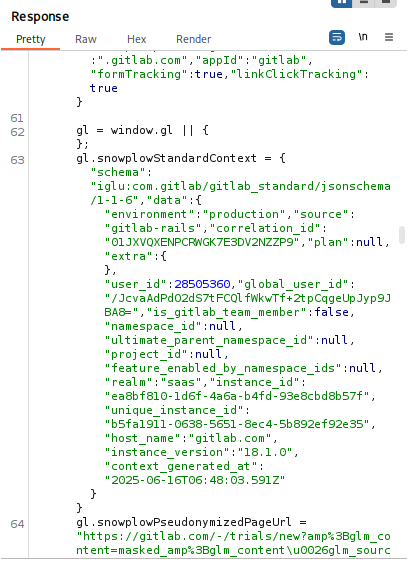 Response
Pretty Raw Hex Render \n
:".gitlab.com","appId":"gitlab",
"formTracking":true,"linkClickTracking":
true
}
61
62 gl = window.gl || {
};
63 gl.snowplowStandardContext = {
"schema":
"iglu:com.gitlab/gitlab_standard/jsonschema
/1-1-6","data":{
"environment":"production","source":
"gitlab-rails","correlation_id":
"01JXVQXENPCRWGK7E3DV2NZZP9","plan":null,
"extra":{
},
"user_id":28505360,"global_user_id":
"/JcvaAdPdO2dS7tFCQlfWkwTf+2tpCqgeUpJyp9J
BA8=","is_gitlab_team_member":false,
"namespace_id":null,
"ultimate_parent_namespace_id":null,
"project_id":null,
"feature_enabled_by_namespace_ids":null,
"realm":"saas","instance_id":
"ea8bf810-1d6f-4a6a-b4fd-93e8cbd8b57f",
"unique_instance_id":
"b5fa1911-0638-5651-8ec4-5b892ef92e35",
"host_name":"gitlab.com",
"instance_version":"18.1.0",
"context_generated_at":
"2025-06-16T06:48:03.591Z"
}
}
64 gl.snowplowPseudonymizedPageUrl =
"https://gitlab.com/-/trials/new?amp%3Bglm_co
ntent=masked_amp%3Bglm_content\u0026glm_sourc